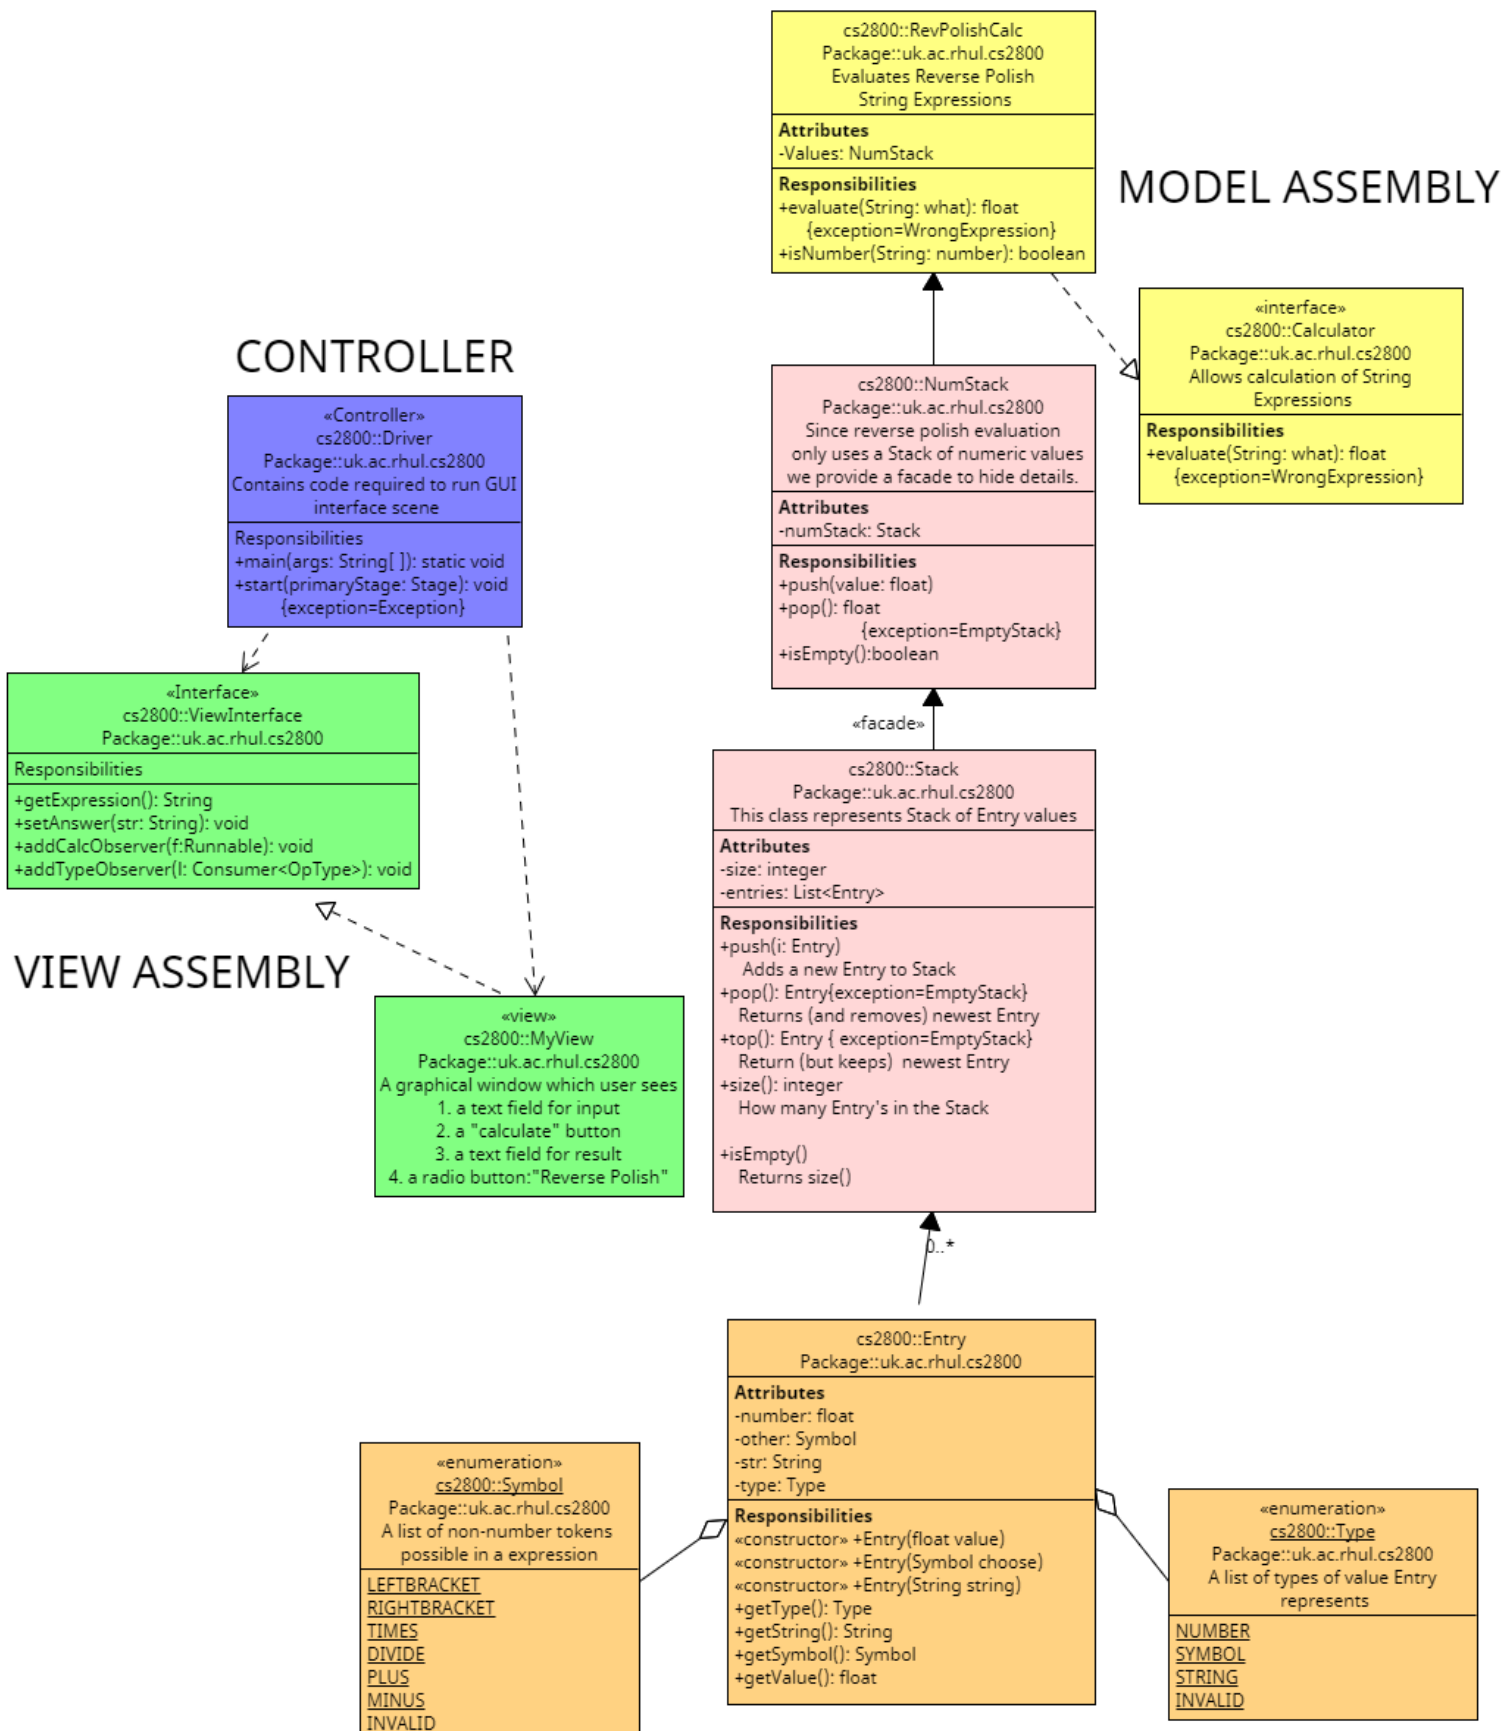 cs2800::RevPolishCalc
Package::uk.ac.rhul.cs2800
Evaluates Reverse Polish
String Expressions
Attributes
-Values: NumStack
Responsibilities
+evaluate(String: what): float
{exception=WrongExpression}
+isNumber(String: number): boolean
MODEL ASSEMBLY
«interface»
cs2800::Calculator
Package::uk.ac.rhul.cs2800
Allows calculation of String
Expressions
Responsibilities
+evaluate(String: what): float
{exception=WrongExpression}
CONTROLLER
«Controller»
cs2800::Driver
Package::uk.ac.rhul.cs2800
Contains code required to run GUI
interface scene
Responsibilities
+main(args: String[ ]): static void
+start(primaryStage: Stage): void
{exception=Exception}
cs2800::NumStack
Package::uk.ac.rhul.cs2800
Since reverse polish evaluation
only uses a Stack of numeric values
we provide a facade to hide details.
Attributes
-numStack: Stack
Responsibilities
+push(value: float)
+pop(): float
{exception=EmptyStack}
+isEmpty():boolean
«Interface»
cs2800::ViewInterface
Package::uk.ac.rhul.cs2800
Responsibilities
+getExpression(): String
+setAnswer(str: String): void
+addCalcObserver(f:Runnable): void
+addTypeObserver(l: Consumer<OpType>): void
«facade»
VIEW ASSEMBLY
«view»
cs2800::MyView
Package::uk.ac.rhul.cs2800
A graphical window which user sees
1. a text field for input
2. a "calculate" button
3. a text field for result
4. a radio button:"Reverse Polish"
cs2800::Stack
Package::uk.ac.rhul.cs2800
This class represents Stack of Entry values
Attributes
-size: integer
-entries: List<Entry>
Responsibilities
+push(i: Entry)
Adds a new Entry to Stack
+pop(): Entry{exception=EmptyStack}
Returns (and removes) newest Entry
+top(): Entry { exception=EmptyStack}
Return (but keeps)  newest Entry
+size(): integer
How many Entry's in the Stack
+isEmpty()
Returns size()
0..*
cs2800::Entry
Package::uk.ac.rhul.cs2800
Attributes
-number: float
-other: Symbol
-str: String
-type: Type
Responsibilities
«constructor» +Entry(float value)
«constructor» +Entry(Symbol choose)
«constructor» +Entry(String string)
+getType(): Type
+getString(): String
+getSymbol(): Symbol
+getValue(): float
«enumeration»
cs2800::Symbol
Package::uk.ac.rhul.cs2800
A list of non-number tokens
possible in a expression
LEFTBRACKET
RIGHTBRACKET
TIMES
DIVIDE
PLUS
MINUS
INVALID
«enumeration»
cs2800::Type
Package::uk.ac.rhul.cs2800
A list of types of value Entry
represents
NUMBER
SYMBOL
STRING
INVALID